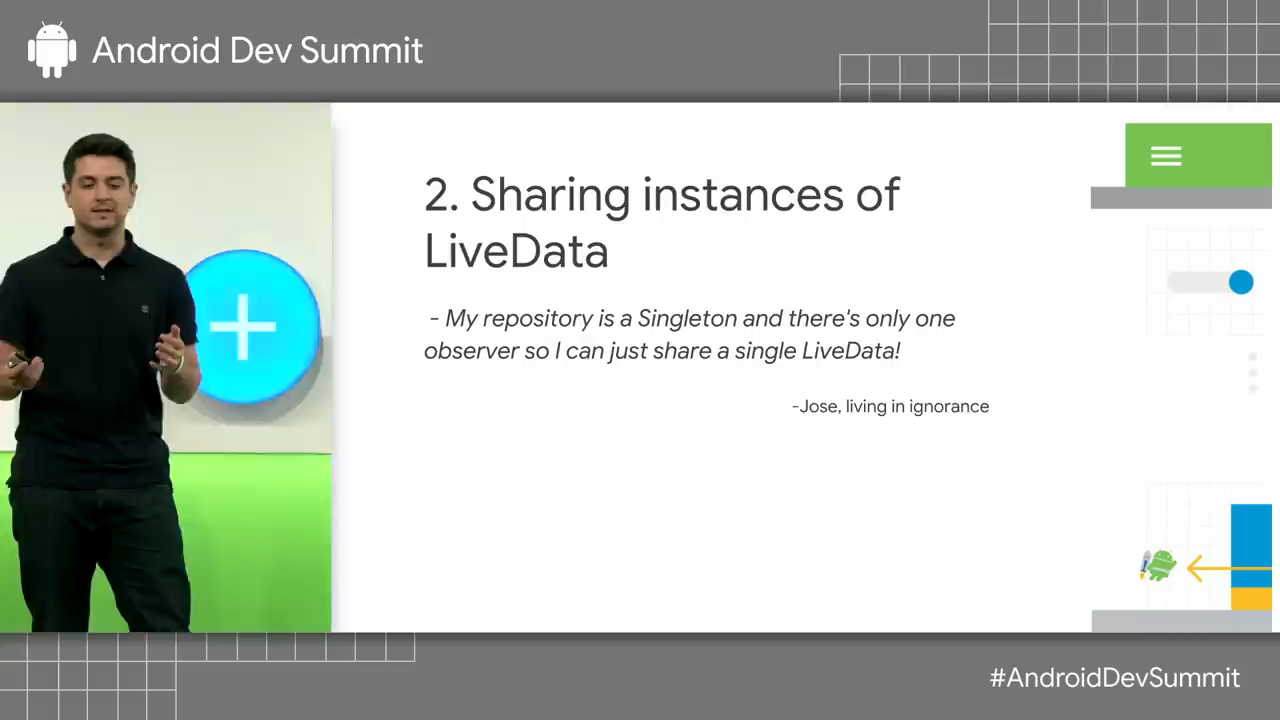 Android Dev Summit
2. Sharing instances of
LiveData
- My repository is a Singleton and there's only one
observer so I can just share a single LiveData!
-Jose, living in ignorance
#AndroidDevSummit